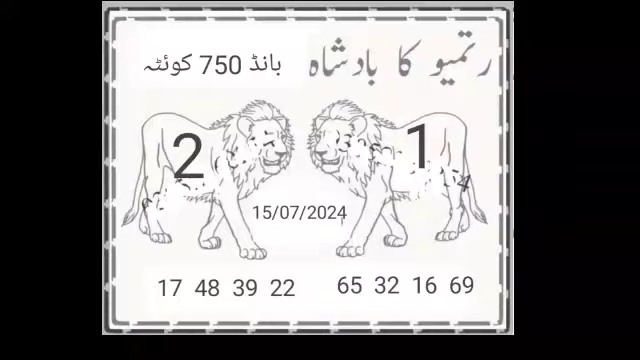 رتمیو کا بادشاہ
بانڈ 750 کوئٹہ
2 1
15/07/2024
17 48 39 22 65 32 16 69